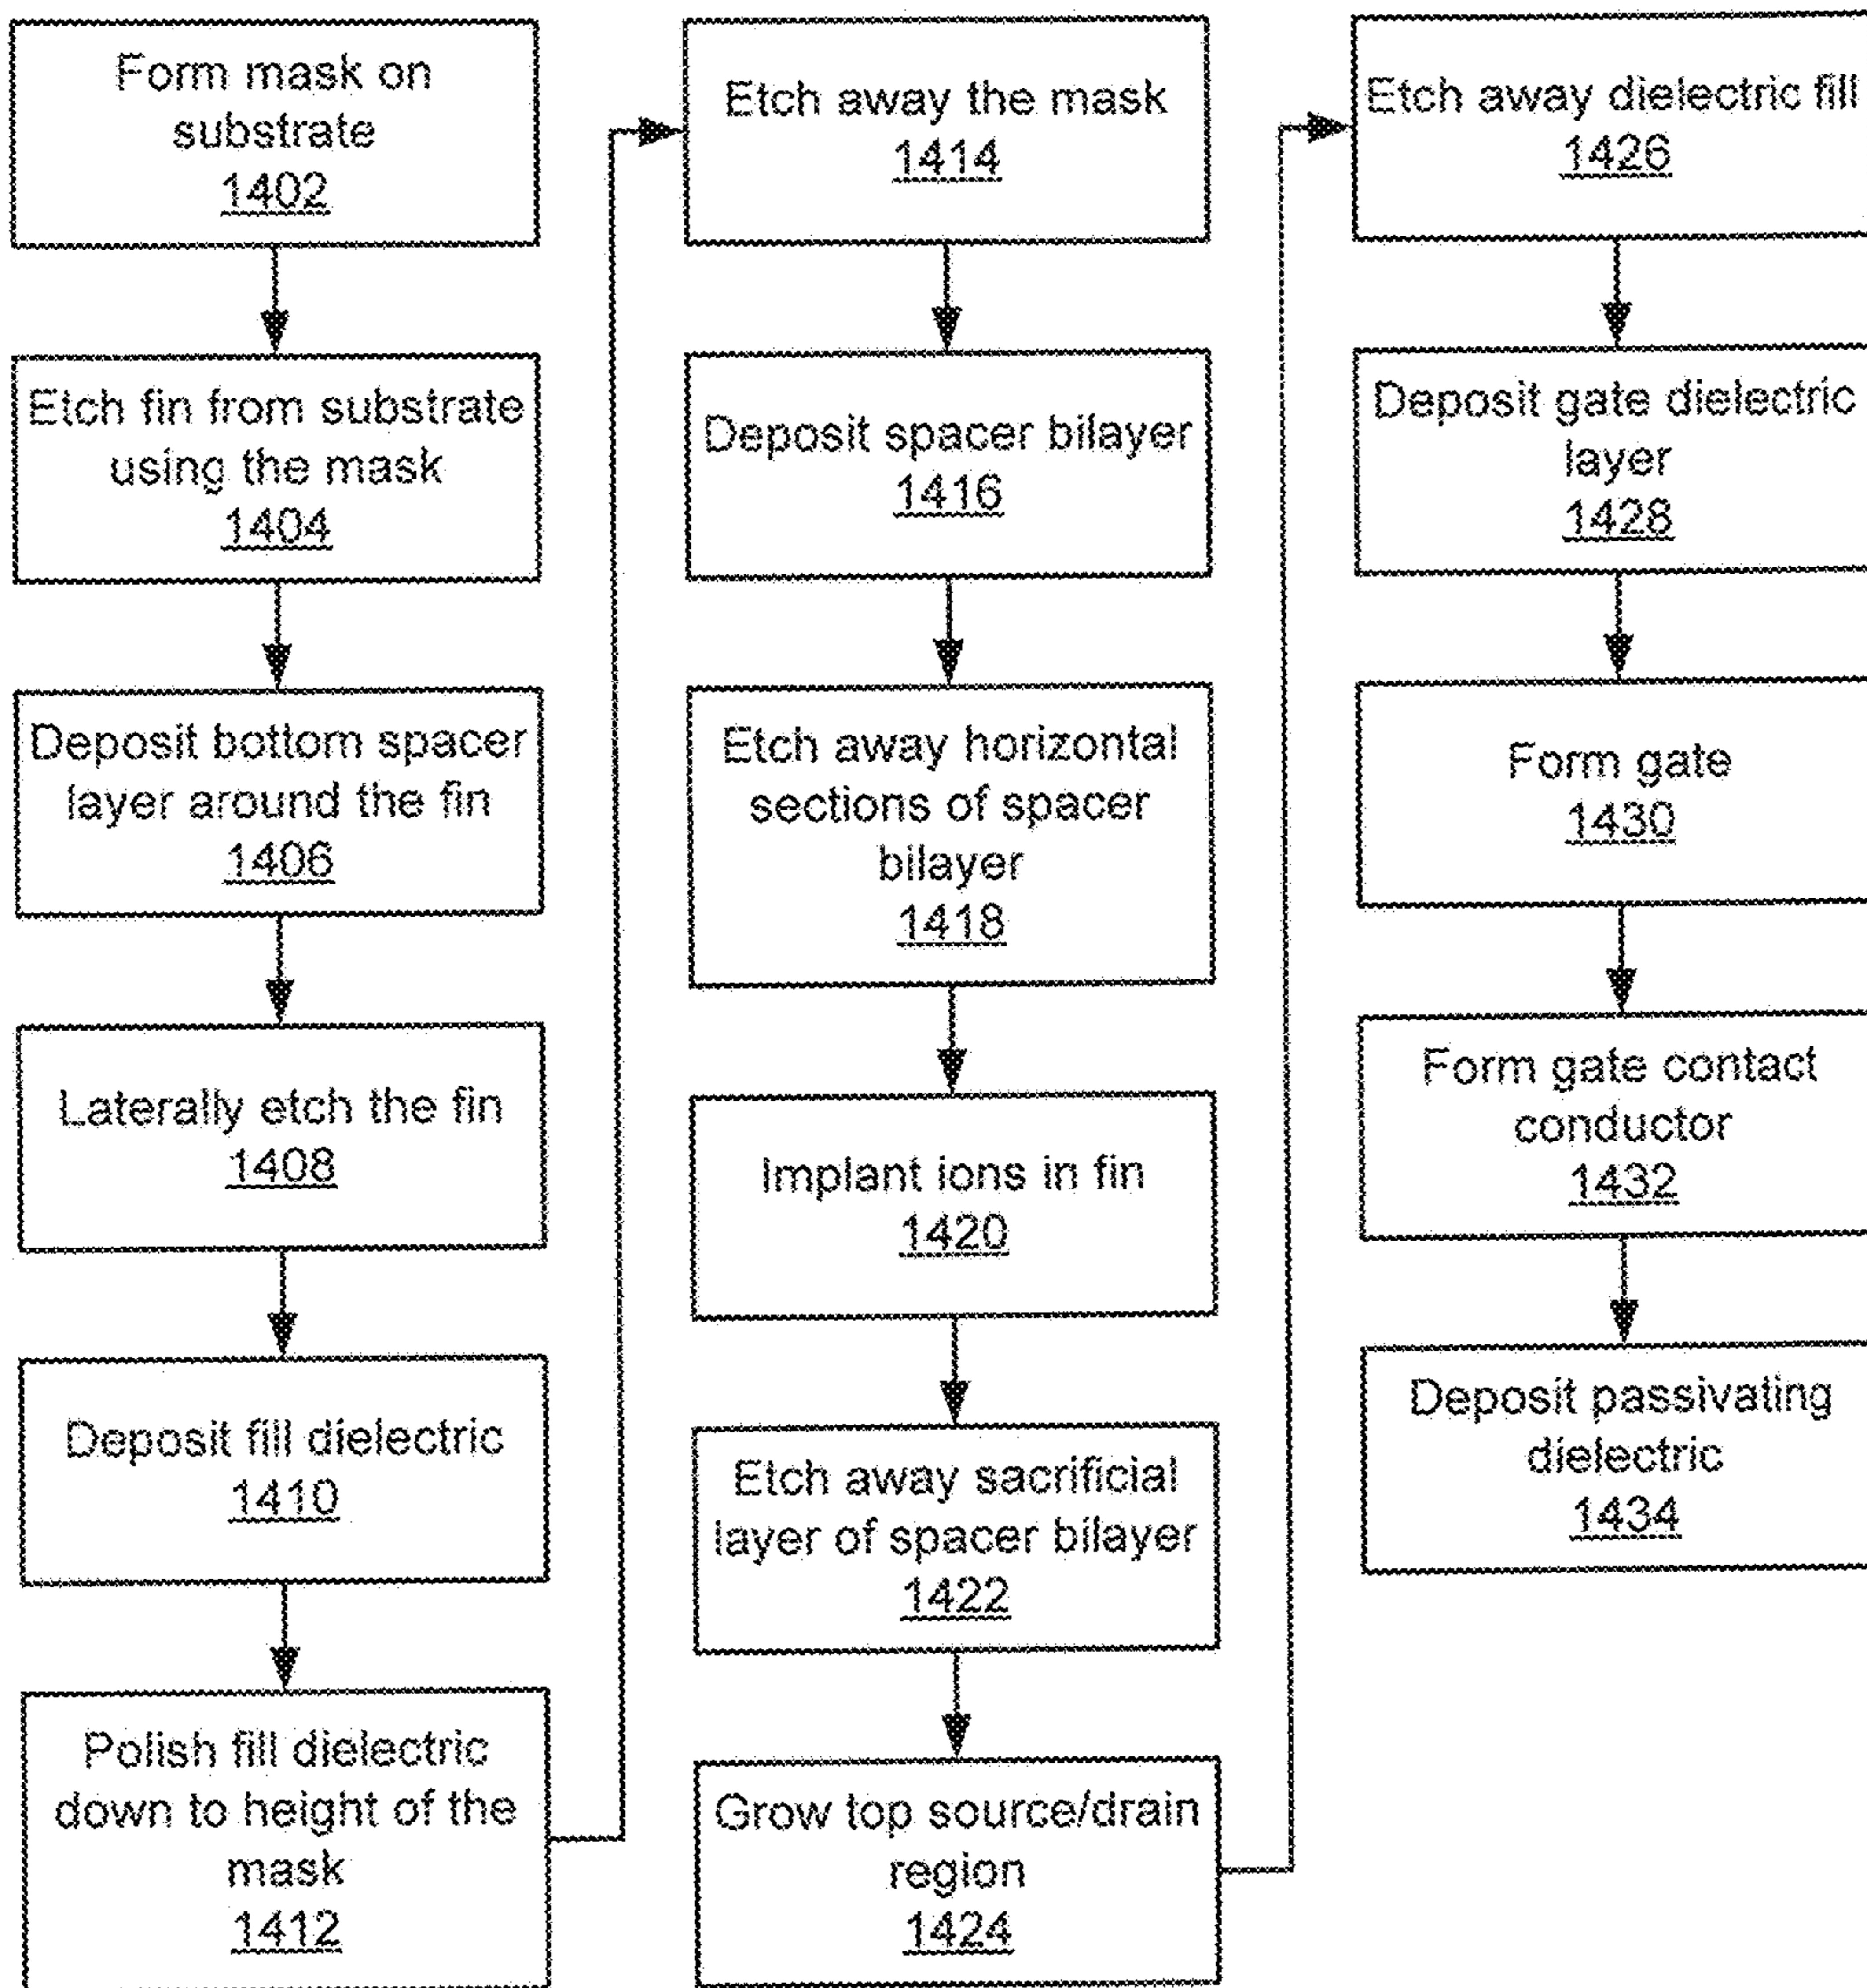 Form mask on
substrate
1402
Etch fin from substrate
using the mask
1404
Deposit bottom spacer
layer around the fin
1406
Laterally etch the fin
1408
Deposit fill dielectric
1410
Polish fill dielectric
down to height of the
mask
1412
Etch away the mask
1414
Deposit spacer bilayer
1416
Etch away horizontal
sections of spacer
bilayer
1418
Implant ions in fin
1420
Etch away sacrificial
layer of spacer bilayer
1422
Grow top source/drain
region
1424
Etch away dielectric fill
1426
Deposit gate dielectric
layer
1428
Form gate
1430
Form gate contact
conductor
1432
Deposit passivating
dielectric
1434